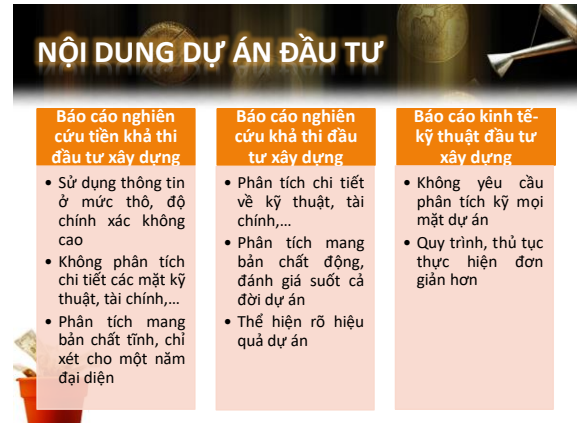 NỘI DUNG DỰ ÁN ĐẦU TƯ
Báo cáo nghiên
cứu tiền khả thi
đầu tư xây dựng
• Sử dụng thông tin
ở mức thô, độ
chính xác không
cao
• Không phân tích
chi tiết các mặt kỹ
thuật, tài chính,...
• Phân tích mang
bản chất tĩnh, chỉ
xét cho một năm
đại diện
Báo cáo nghiên
cứu khả thi đầu
tư xây dựng
• Phân tích chi tiết
về kỹ thuật, tài
chính,...
• Phân tích mang
bản chất động,
đánh giá suốt cả
đời dự án
• Thể hiện rõ hiệu
quả dự án
Báo cáo kinh tế-
kỹ thuật đầu tư
xây dựng
• Không yêu cầu
phân tích kỹ mọi
mặt dự án
• Quy trình, thủ tục
thực hiện đơn
giản hơn